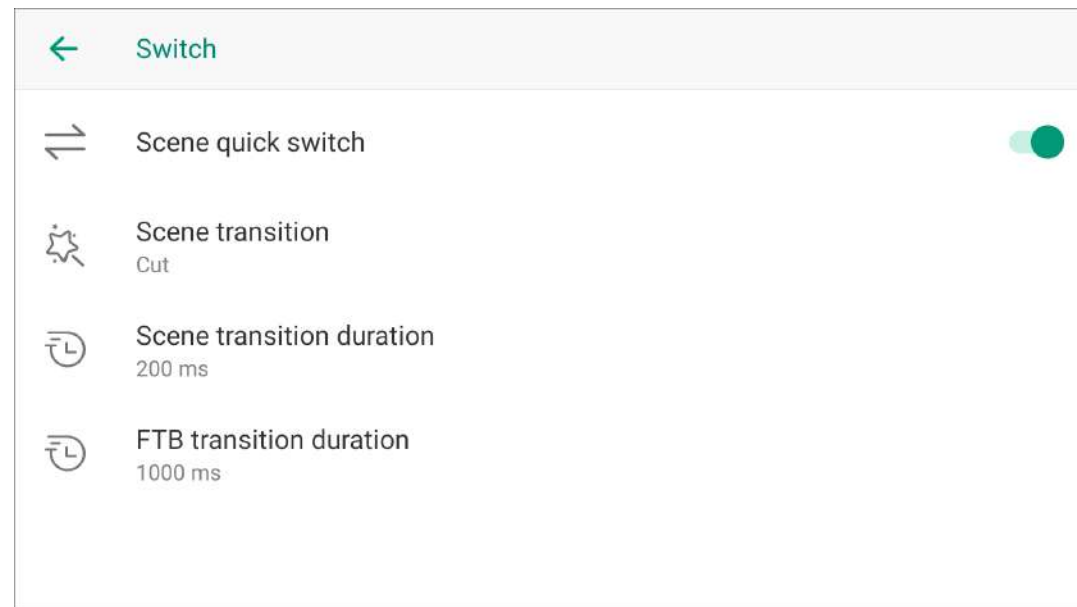 Switch
Scene quick switch
Scene transition
Cut
Scene transition duration
200 ms
FTB transition duration
1000 ms